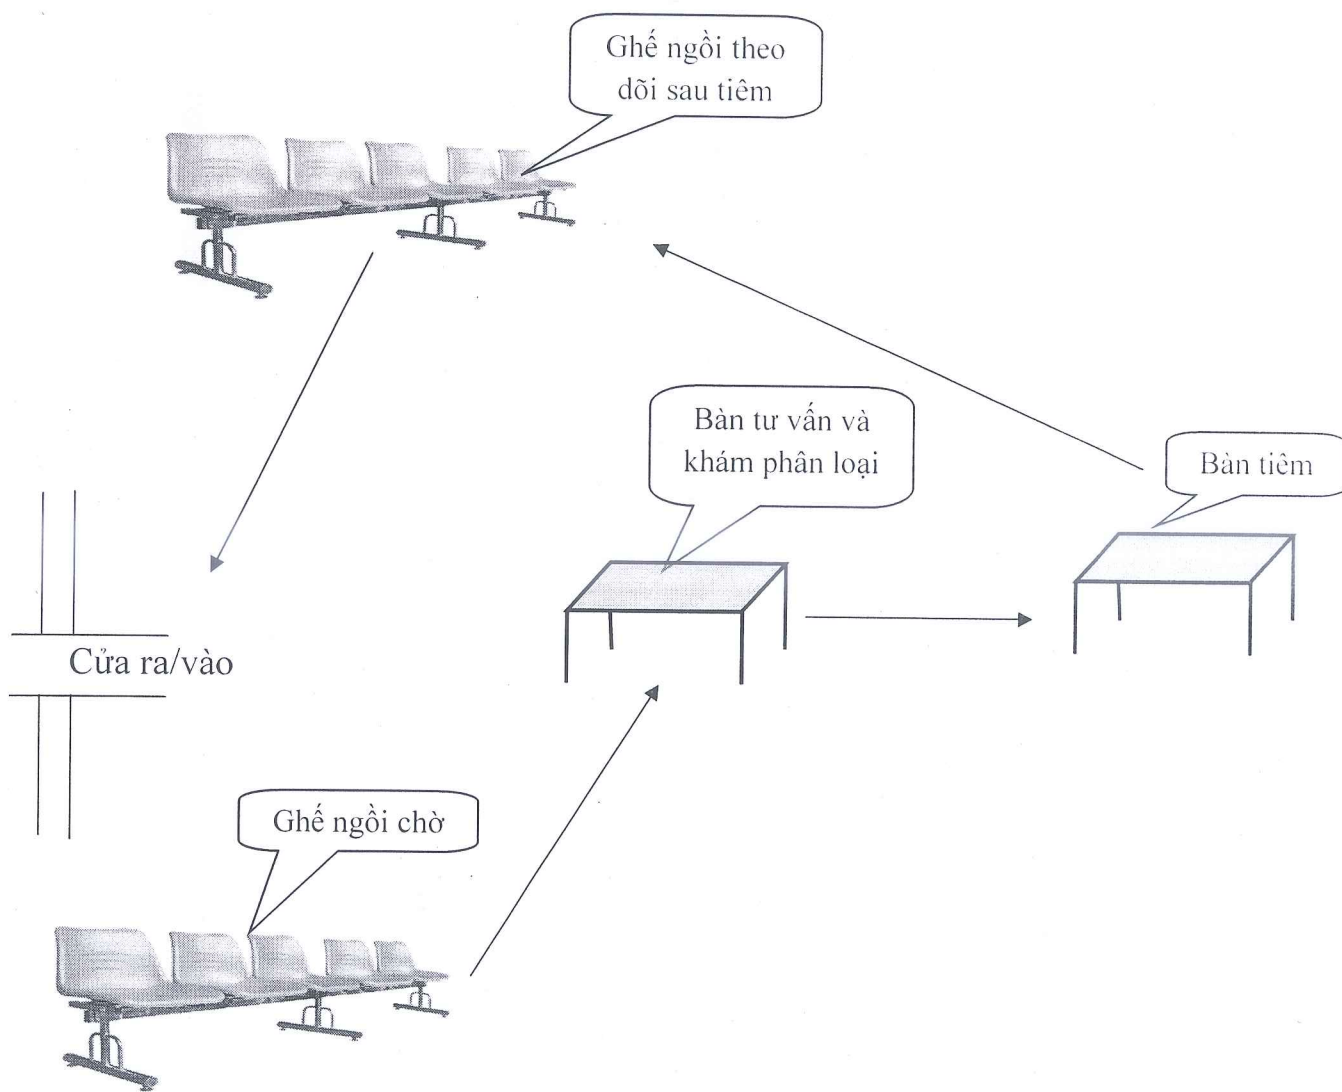 Ghế ngồi theo
dõi sau tiêm
Bàn tư vấn và
khám phân loại
Bàn tiêm
Cửa ra/vào
Ghế ngồi chờ